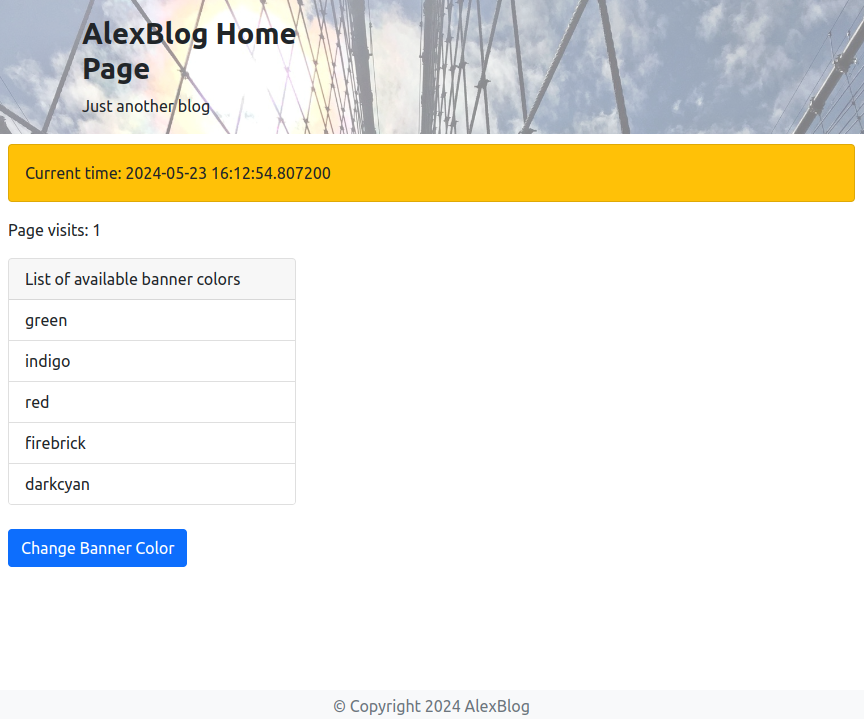 AlexBlog Home
Page
Just another blog
Current time: 2024-05-23 16:12:54.807200
Page visits: 1
List of available banner colors
green
indigo
red
firebrick
darkcyan
Change Banner Color
© Copyright 2024 AlexBlog